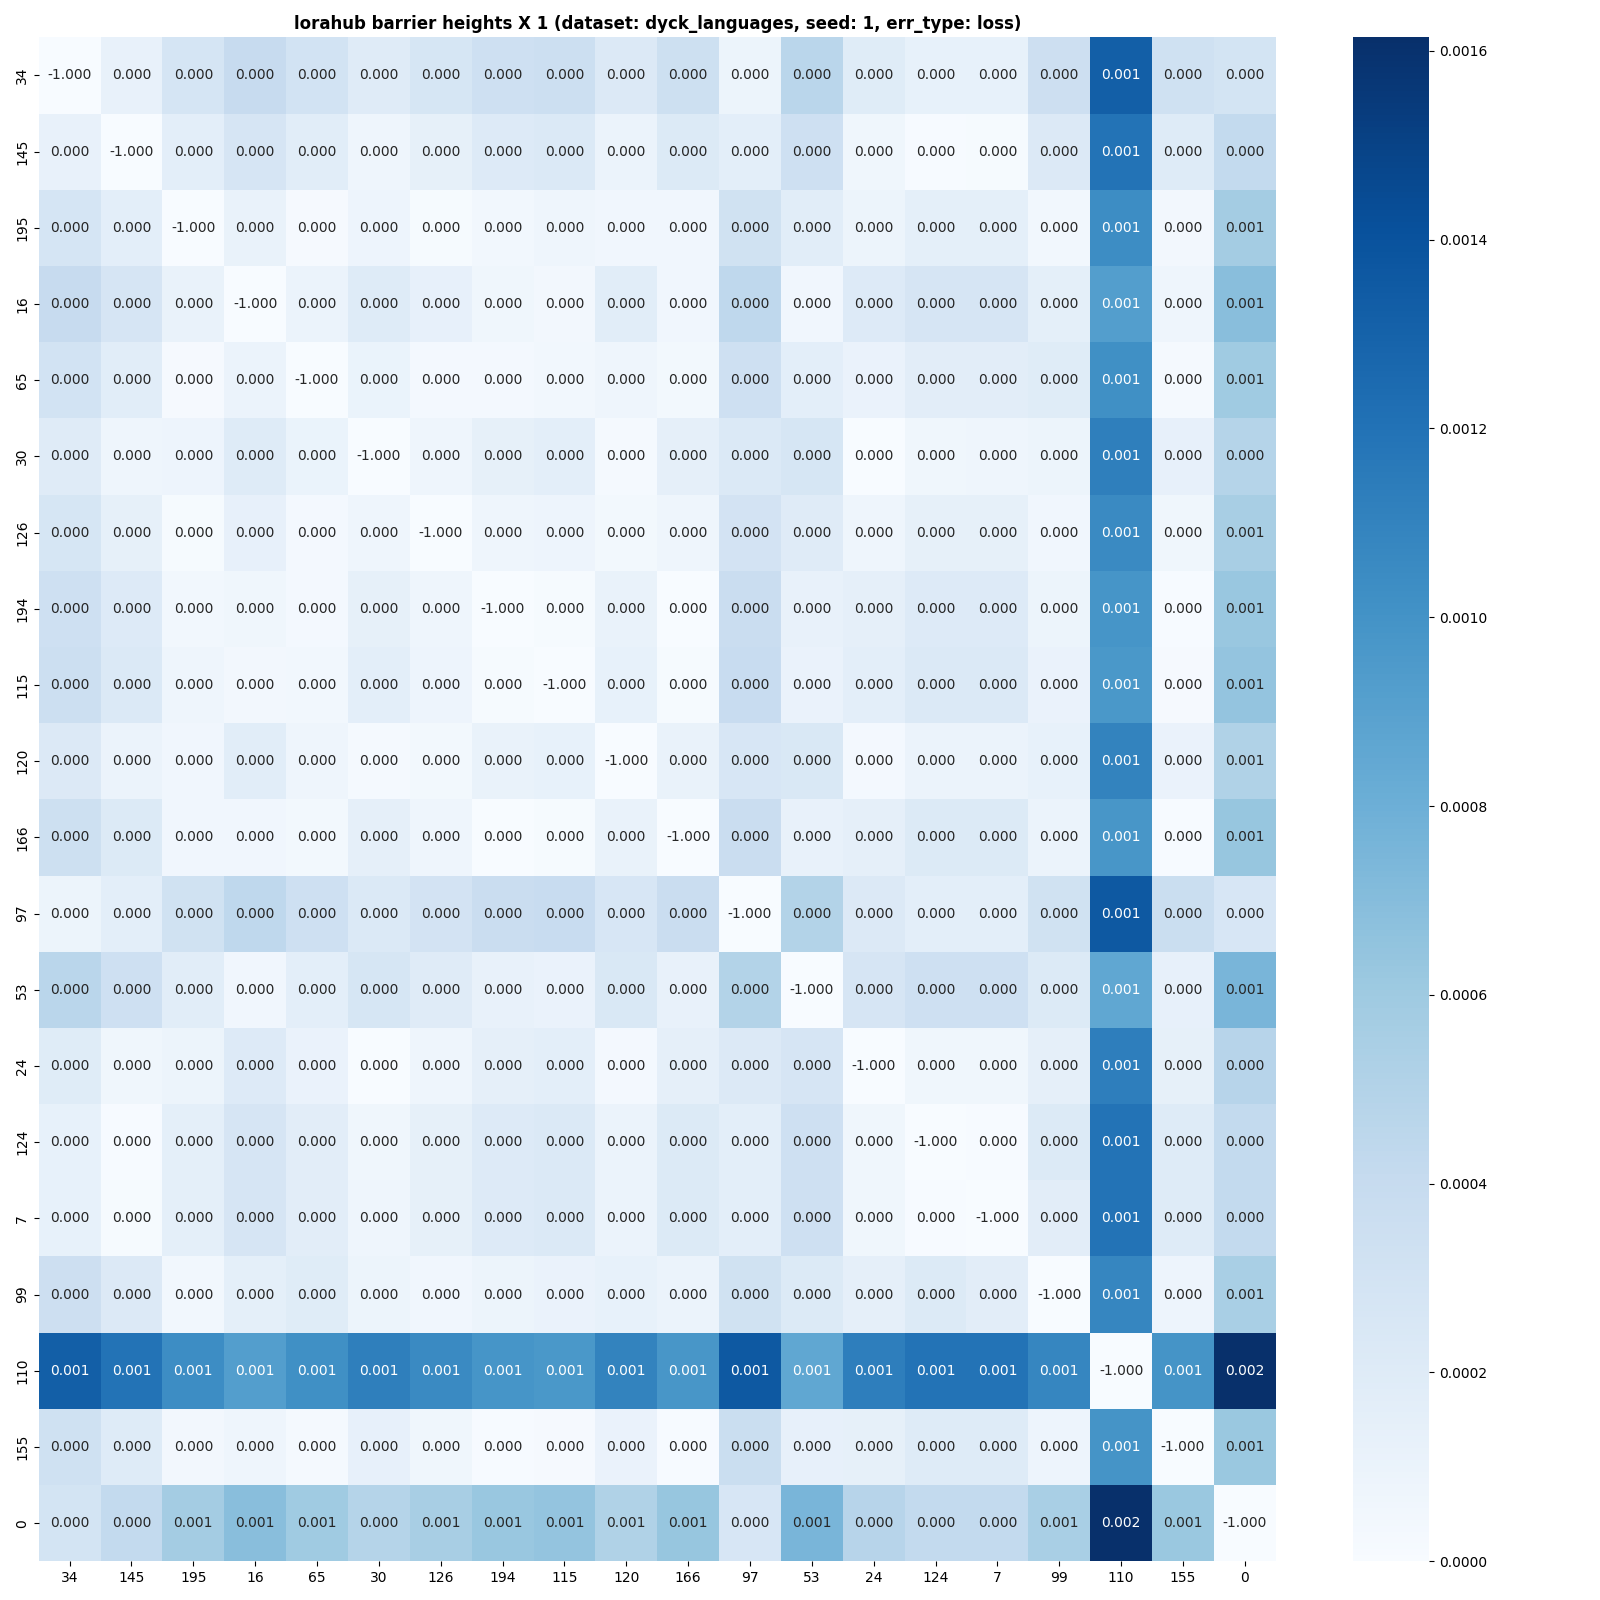 lorahub barrier heights X 1 (dataset: dyck_languages, seed: 1, err_type: loss)
34 -1.000 0.000 0.000 0.000 0.000 0.000 0.000 0.000 0.000 0.000 0.000 0.000 0.000 0.000 0.000 0.000 0.000 0.001 0.000 0.000
145 0.000 -1.000 0.000 0.000 0.000 0.000 0.000 0.000 0.000 0.000 0.000 0.000 0.000 0.000 0.000 0.000 0.000 0.001 0.000 0.000
195 0.000 0.000 -1.000 0.000 0.000 0.000 0.000 0.000 0.000 0.000 0.000 0.000 0.000 0.000 0.000 0.000 0.000 0.001 0.000 0.001
16 0.000 0.000 0.000 -1.000 0.000 0.000 0.000 0.000 0.000 0.000 0.000 0.000 0.000 0.000 0.000 0.000 0.000 0.001 0.000 0.001
65 0.000 0.000 0.000 0.000 -1.000 0.000 0.000 0.000 0.000 0.000 0.000 0.000 0.000 0.000 0.000 0.000 0.000 0.001 0.000 0.001
30 0.000 0.000 0.000 0.000 0.000 -1.000 0.000 0.000 0.000 0.000 0.000 0.000 0.000 0.000 0.000 0.000 0.000 0.001 0.000 0.000
126 0.000 0.000 0.000 0.000 0.000 0.000 -1.000 0.000 0.000 0.000 0.000 0.000 0.000 0.000 0.000 0.000 0.000 0.001 0.000 0.001
194 0.000 0.000 0.000 0.000 0.000 0.000 0.000 -1.000 0.000 0.000 0.000 0.000 0.000 0.000 0.000 0.000 0.000 0.001 0.000 0.001
115 0.000 0.000 0.000 0.000 0.000 0.000 0.000 0.000 -1.000 0.000 0.000 0.000 0.000 0.000 0.000 0.000 0.000 0.001 0.000 0.001
120 0.000 0.000 0.000 0.000 0.000 0.000 0.000 0.000 0.000 -1.000 0.000 0.000 0.000 0.000 0.000 0.000 0.000 0.001 0.000 0.001
166 0.000 0.000 0.000 0.000 0.000 0.000 0.000 0.000 0.000 0.000 -1.000 0.000 0.000 0.000 0.000 0.000 0.000 0.001 0.000 0.001
97 0.000 0.000 0.000 0.000 0.000 0.000 0.000 0.000 0.000 0.000 0.000 -1.000 0.000 0.000 0.000 0.000 0.000 0.001 0.000 0.000
53 0.000 0.000 0.000 0.000 0.000 0.000 0.000 0.000 0.000 0.000 0.000 0.000 -1.000 0.000 0.000 0.000 0.000 0.001 0.000 0.001
24 0.000 0.000 0.000 0.000 0.000 0.000 0.000 0.000 0.000 0.000 0.000 0.000 0.000 -1.000 0.000 0.000 0.000 0.001 0.000 0.000
124 0.000 0.000 0.000 0.000 0.000 0.000 0.000 0.000 0.000 0.000 0.000 0.000 0.000 0.000 -1.000 0.000 0.000 0.001 0.000 0.000
7 0.000 0.000 0.000 0.000 0.000 0.000 0.000 0.000 0.000 0.000 0.000 0.000 0.000 0.000 0.000 -1.000 0.000 0.001 0.000 0.000
99 0.000 0.000 0.000 0.000 0.000 0.000 0.000 0.000 0.000 0.000 0.000 0.000 0.000 0.000 0.000 0.000 -1.000 0.001 0.000 0.001
110 0.001 0.001 0.001 0.001 0.001 0.001 0.001 0.001 0.001 0.001 0.001 0.001 0.001 0.001 0.001 0.001 0.001 -1.000 0.001 0.002
155 0.000 0.000 0.000 0.000 0.000 0.000 0.000 0.000 0.000 0.000 0.000 0.000 0.000 0.000 0.000 0.000 0.000 0.001 -1.000 0.001
0 0.000 0.000 0.001 0.001 0.001 0.000 0.001 0.001 0.001 0.001 0.001 0.000 0.001 0.000 0.000 0.000 0.001 0.002 0.001 -1.000
34 145 195 16 65 30 126 194 115 120 166 97 53 24 124 7 99 110 155 0
0.0016
0.0014
0.0012
0.0010
0.0008
0.0006
0.0004
0.0002
0.0000